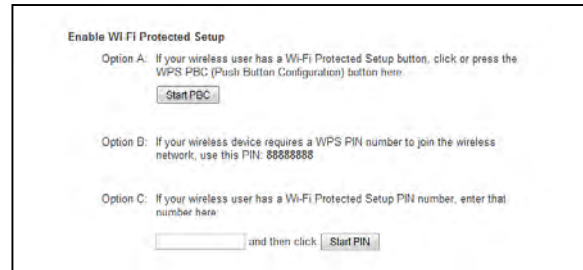 Enable Wi-Fi Protected Setup
Option A: If your wireless user has a Wi-Fi Protected Setup button, click or press the
WPS PBC (Push Button Configuration) button here.
Start PBC
Option B: If your wireless device requires a WPS PIN number to join the wireless
network, use this PIN: 88888888
Option C: If your wireless user has a Wi-Fi Protected Setup PIN number, enter that
number here:
and then click Start PIN